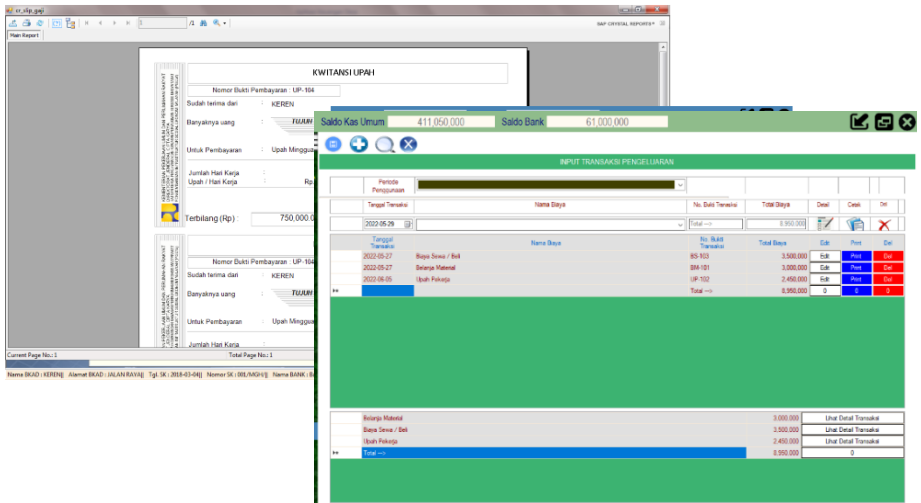 cr_slip_gaji
1 /1 SAP CRYSTAL REPORTS
Main Report
KWITANSI UPAH
Nomor Bukti Pembayaran : UP-104
Sudah terima dari : KEREN
Banyaknya uang : TUJUH
Untuk Pembayaran : Upah Minggua
Jumlah Hari Kerja :
Upah / Hari Kerja : Rp
Terbilang (Rp) : 750,000.0
Nomor Bukti Pembayaran : UP-104
Sudah terima dari : KEREN
Banyaknya uang : TUJUH
Untuk Pembayaran : Upah Minggua
Jumlah Hari Kerja :
Current Page No.: 1 Total Page No.: 1
Nama BKAD : KEREN|| Alamat BKAD : JALAN RAYA|| Tgl. SK : 2018-03-04|| Nomor SK : 001/MGH/|| Nama BANK : B
Saldo Kas Umum 411,050,000 Saldo Bank 61,000,000
INPUT TRANSAKSI PENGELUARAN
Periode Penggunaan
Tanggal Transaksi Nama Biaya No. Bukti Transaksi Total Biaya Detail Cetak Del
2022-05-29 Total --> 8,950,000
Tanggal Transaksi Nama Biaya No. Bukti Transaksi Total Biaya Edit Print Del
2022-05-27 Biaya Sewa / Beli BS-103 3,500,000 Edit Print Del
2022-05-27 Belanja Material BM-101 3,000,000 Edit Print Del
2022-06-05 Upah Pekerja UP-102 2,450,000 Edit Print Del
Total --> 8,950,000 0 0 0
Belanja Material 3,000,000 Lihat Detail Transaksi
Biaya Sewa / Beli 3,500,000 Lihat Detail Transaksi
Upah Pekerja 2,450,000 Lihat Detail Transaksi
Total --> 8,950,000 0